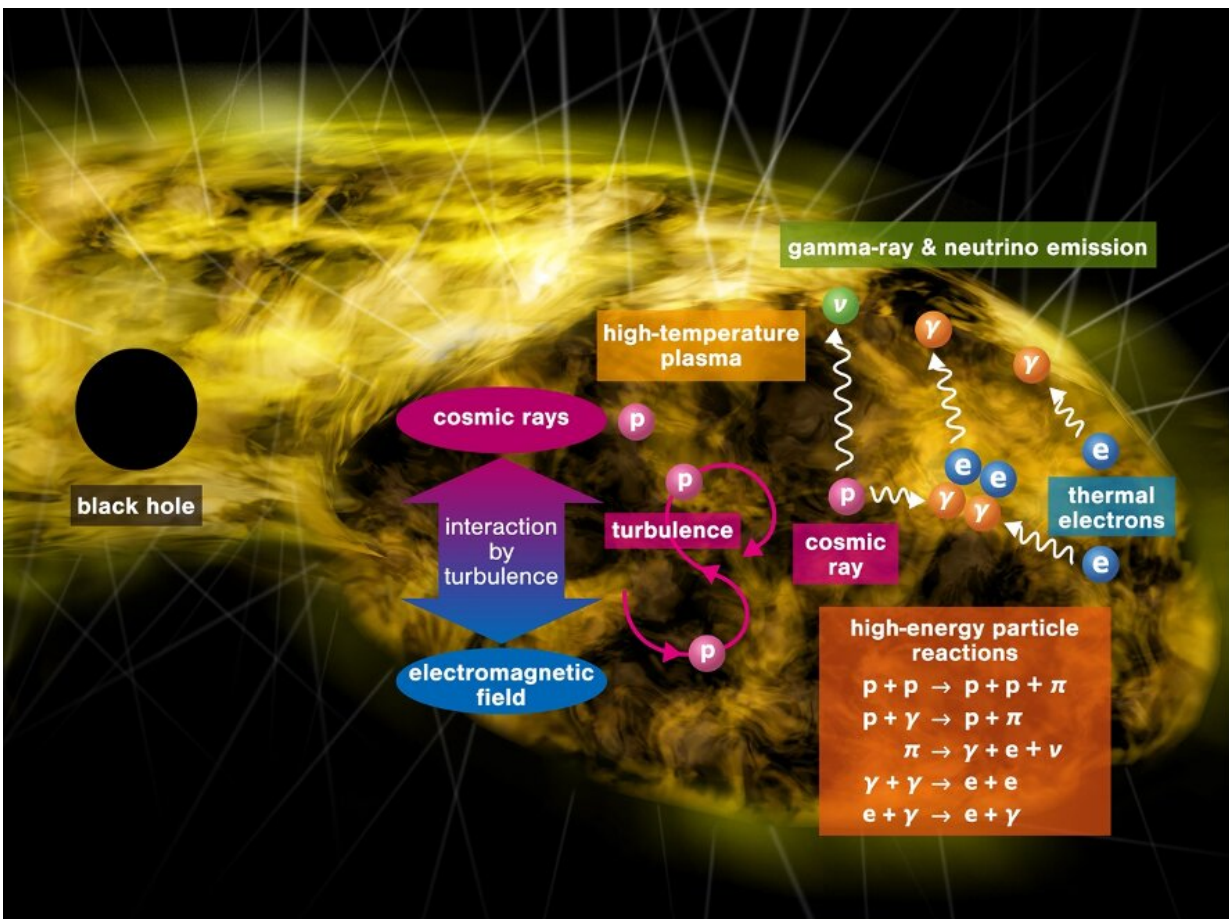 gamma-ray & neutrino emission
ν
γ
γ
high-temperature
plasma
cosmic rays
p
p
e
e
e
black hole
interaction
by
turbulence
turbulence
p
γ
γ
thermal
electrons
cosmic
ray
e
p
electromagnetic
field
high-energy particle
reactions
p + p → p + p + π
p + γ → p + π
π → γ + e + ν
γ + γ → e + e
e + γ → e + γ